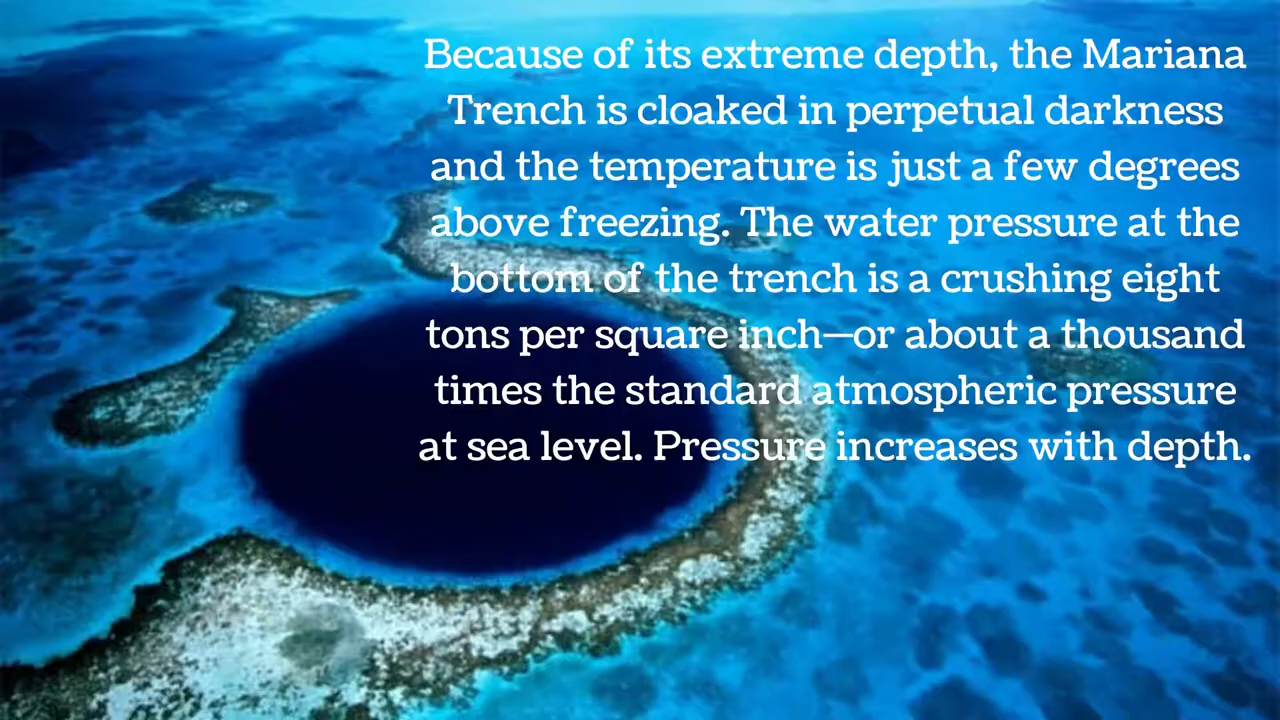 Because of its extreme depth, the Mariana
Trench is cloaked in perpetual darkness
and the temperature is just a few degrees
above freezing. The water pressure at the
bottom of the trench is a crushing eight
tons per square inch—or about a thousand
times the standard atmospheric pressure
at sea level. Pressure increases with depth.